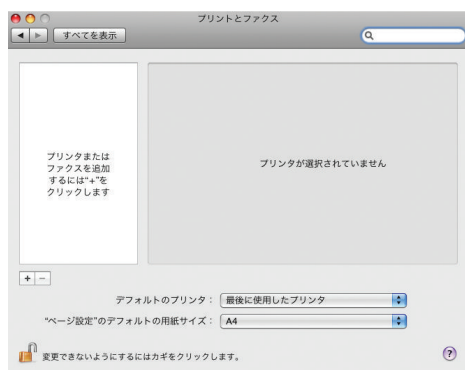 プリントとファクス
すべてを表示
プリンタまたは
ファクスを追加
するには“+”を
クリックします
プリンタが選択されていません
+ −
デフォルトのプリンタ： 最後に使用したプリンタ
“ページ設定”のデフォルトの用紙サイズ： A4
変更できないようにするにはカギをクリックします。
?